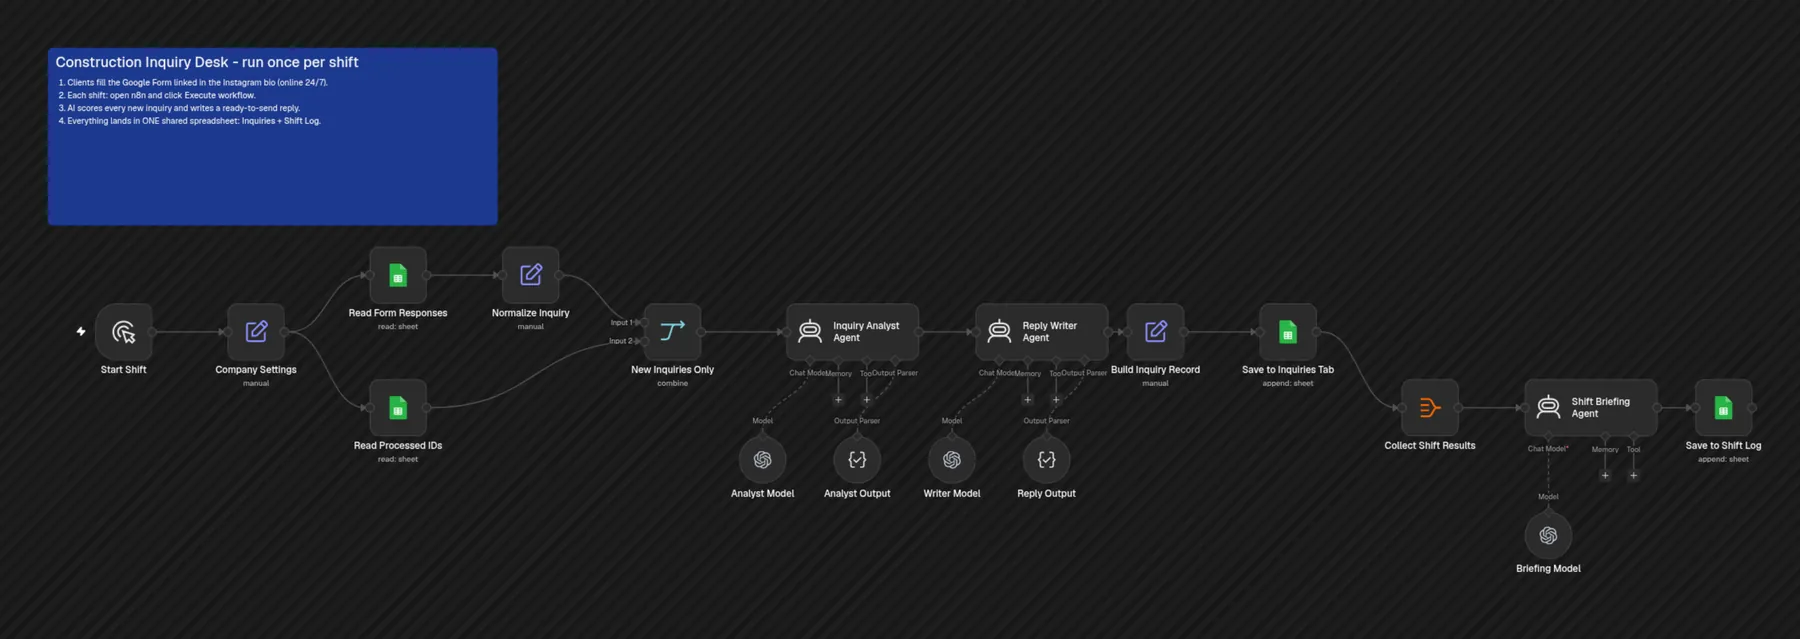 Construction Inquiry Desk - run once per shift
1. Clients fill the Google Form linked in the Instagram bio (online 24/7).
2. Each shift: open n8n and click Execute workflow.
3. AI scores every new inquiry and writes a ready-to-send reply.
4. Everything lands in ONE shared spreadsheet: Inquiries + Shift Log.
Start Shift
Company Settings
manual
Read Form Responses
read: sheet
Normalize Inquiry
manual
Read Processed IDs
read: sheet
Input 1
Input 2
New Inquiries Only
combine
Inquiry Analyst
Agent
Chat Model
Memory
Tool
Output Parser
Model
Output Parser
Analyst Model
Analyst Output
Reply Writer
Agent
Chat Model
Memory
Tool
Output Parser
Model
Output Parser
Writer Model
Reply Output
Build Inquiry Record
manual
Save to Inquiries Tab
append: sheet
Collect Shift Results
Shift Briefing
Agent
Chat Model*
Memory
Tool
Model
Briefing Model
Save to Shift Log
append: sheet